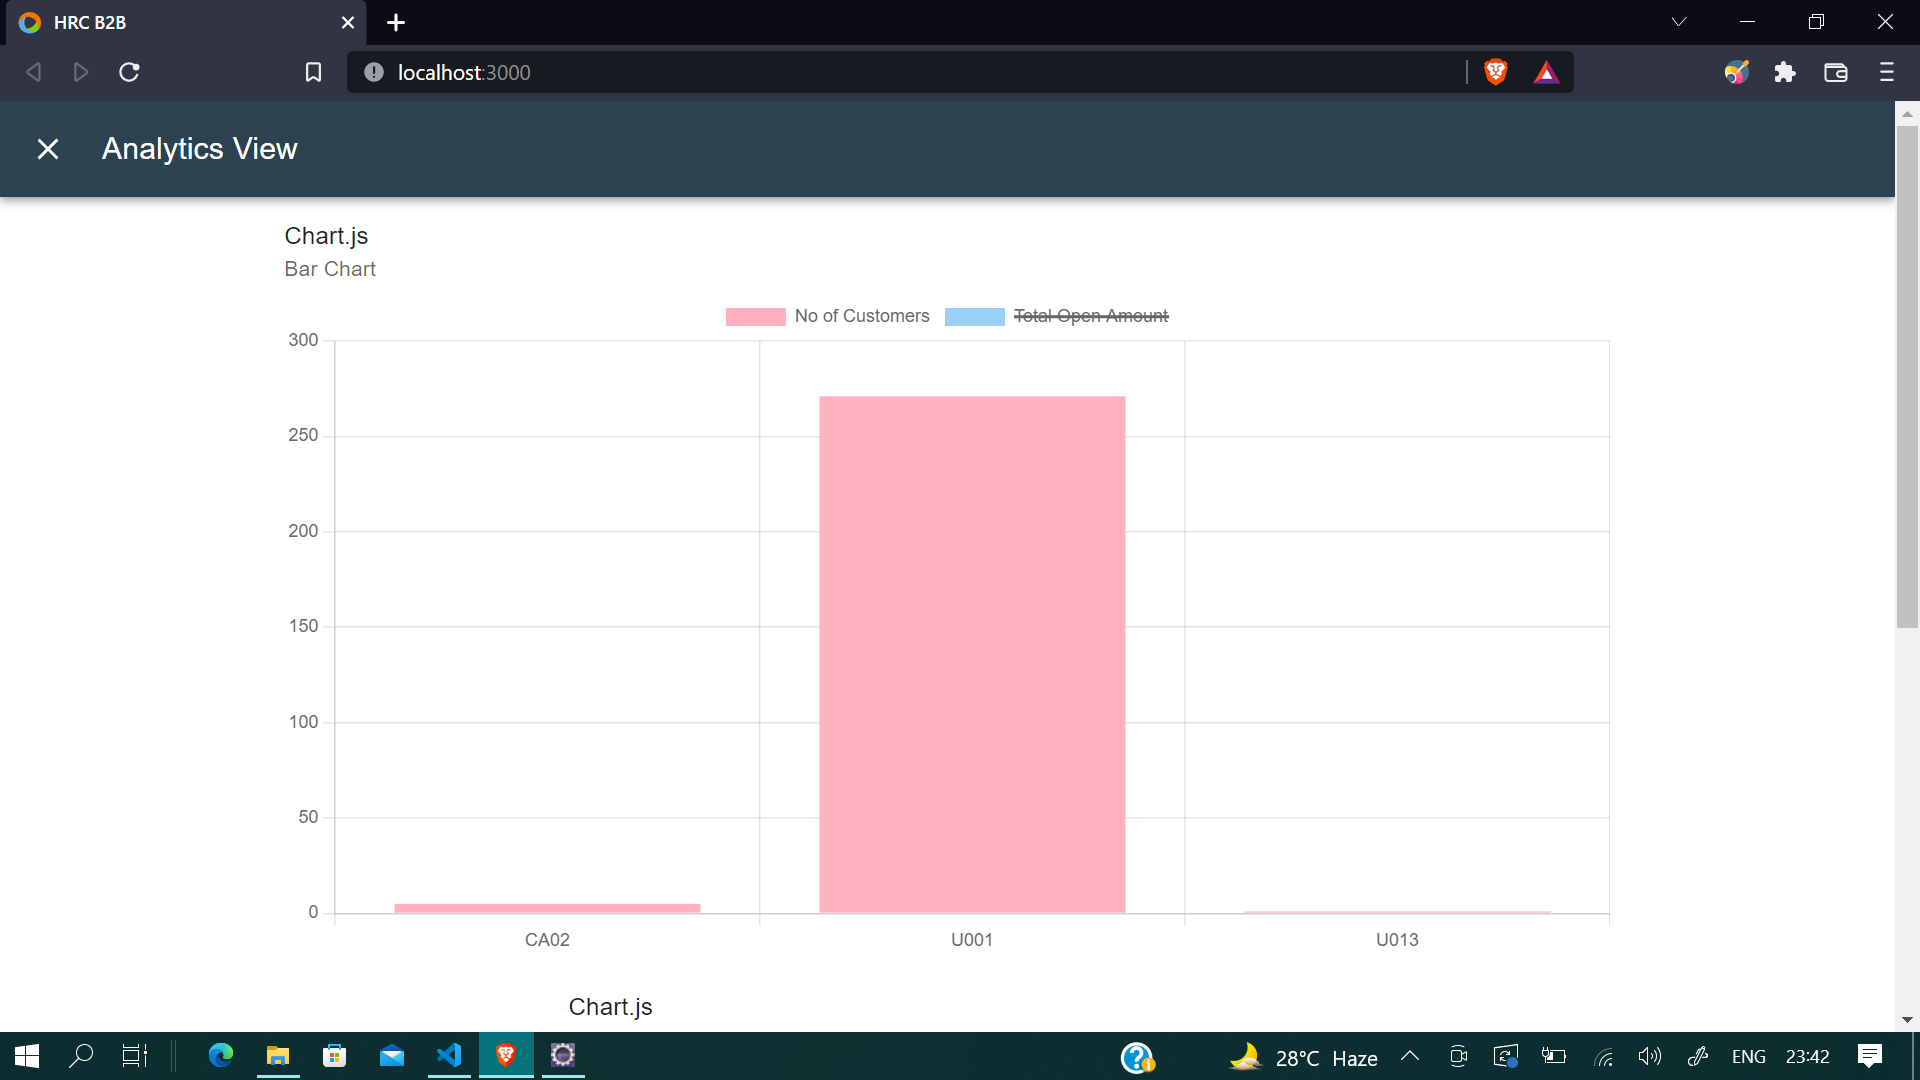 HRC B2B
localhost:3000
Analytics View
Chart.js
Bar Chart
No of Customers Total Open Amount
300
250
200
150
100
50
0
CA02 U001 U013
Chart.js
28°C Haze ENG 23:42